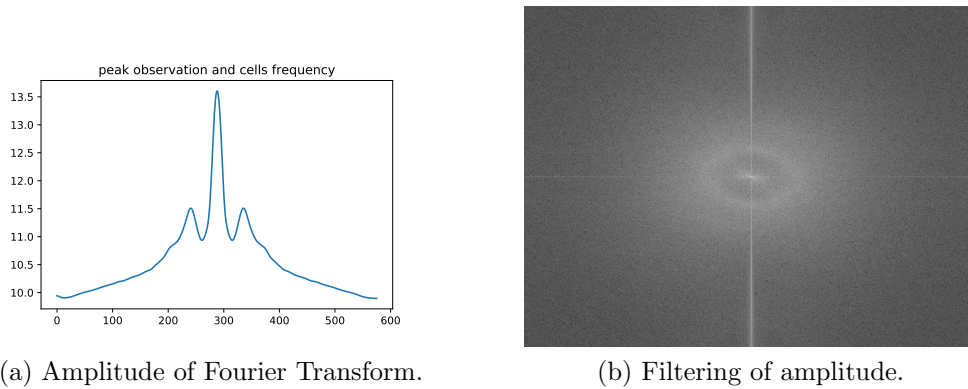 peak observation and cells frequency
13.5
13.0
12.5
12.0
11.5
11.0
10.5
10.0
0 100 200 300 400 500 600
(a) Amplitude of Fourier Transform.
(b) Filtering of amplitude.